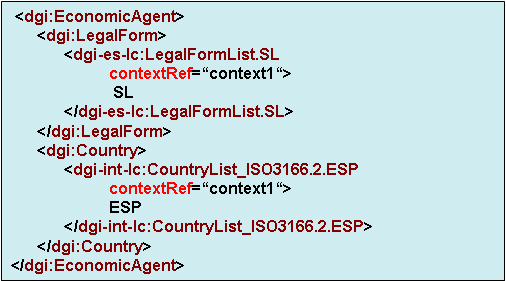 <dgi:EconomicAgent>
<dgi:LegalForm>
<dgi-es-lc:LegalFormList.SL
contextRef=“context1“>
SL
</dgi-es-lc:LegalFormList.SL>
</dgi:LegalForm>
<dgi:Country>
<dgi-int-lc:CountryList_ISO3166.2.ESP
contextRef=“context1“>
ESP
</dgi-int-lc:CountryList_ISO3166.2.ESP>
</dgi:Country>
</dgi:EconomicAgent>